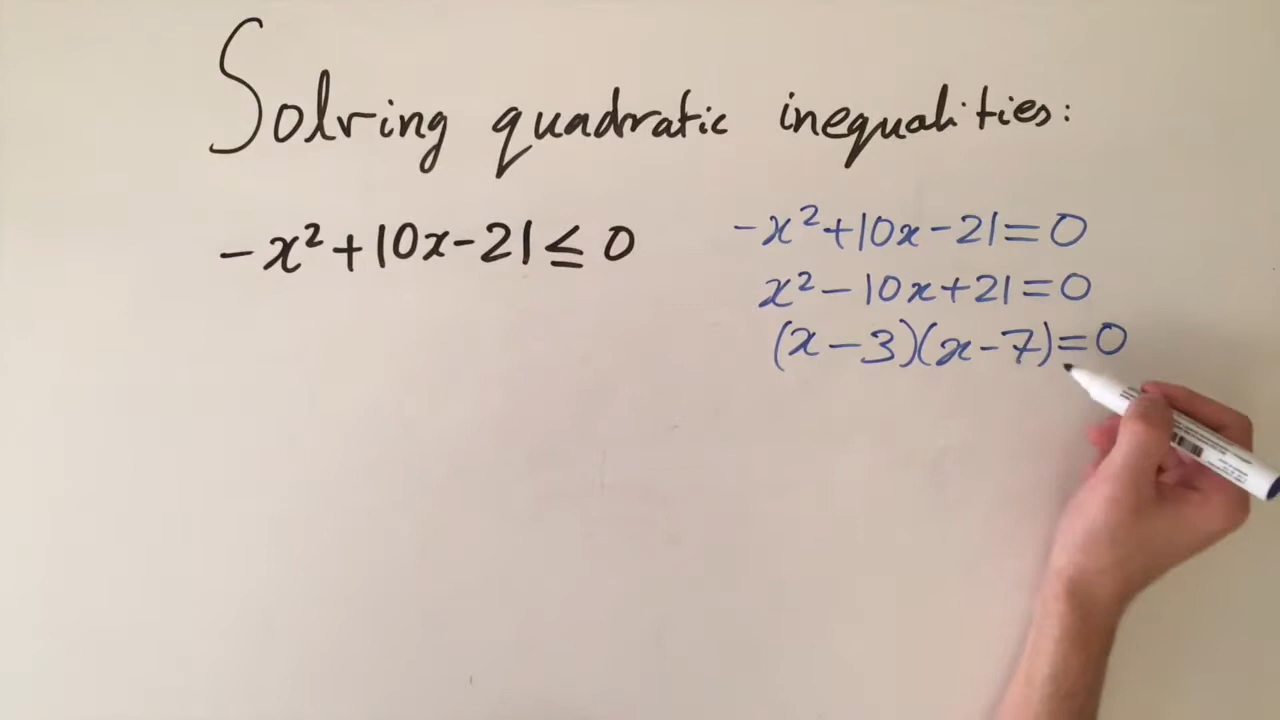 Solving quadratic inequalities:
-x²+10x-21≤0
-x²+10x-21=0
x²-10x+21=0
(x-3)(x-7)=0